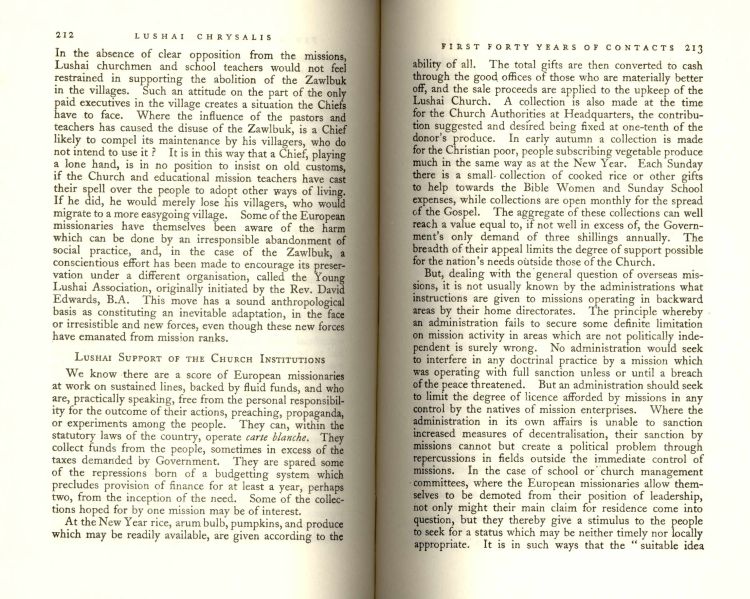 212 LUSHAI CHRYSALIS
In the absence of clear opposition from the missions,
Lushai churchmen and school teachers would not feel
restrained in supporting the abolition of the Zawlbuk
in the villages. Such an attitude on the part of the only
paid executives in the village creates a situation the Chiefs
have to face. Where the influence of the pastors and
teachers has caused the disuse of the Zawlbuk, is a Chief
likely to compel its maintenance by his villagers, who do
not intend to use it? It is in this way that a Chief, playing
a lone hand, is in no position to insist on old customs,
if the Church and educational mission teachers have cast
their spell over the people to adopt other ways of living.
If he did, he would merely lose his villagers, who would
migrate to a more easygoing village. Some of the European
missionaries have themselves been aware of the harm
which can be done by an irresponsible abandonment of
social practice, and, in the case of the Zawlbuk, a
conscientious effort has been made to encourage its preser-
vation under a different organisation, called the Young
Lushai Association, originally initiated by the Rev. David
Edwards, B.A. This move has a sound anthropological
basis as constituting an inevitable adaptation, in the face
or irresistible and new forces, even though these new forces
have emanated from mission ranks.
LUSHAI SUPPORT OF THE CHURCH INSTITUTIONS
We know there are a score of European missionaries
at work on sustained lines, backed by fluid funds, and who
are, practically speaking, free from the personal responsibil-
ity for the outcome of their actions, preaching, propaganda,
or experiments among the people. They can, within the
statutory laws of the country, operate carte blanche. They
collect funds from the people, sometimes in excess of the
taxes demanded by Government. They are spared some
of the repressions born of a budgetting system which
precludes provision of finance for at least a year, perhaps
two, from the inception of the need. Some of the collec-
tions hoped for by one mission may be of interest.
At the New Year rice, arum bulb, pumpkins, and produce
which may be readily available, are given according to the
FIRST FORTY YEARS OF CONTACTS 213
ability of all. The total gifts are then converted to cash
through the good offices of those who are materially better
off, and the sale proceeds are applied to the upkeep of the
Lushai Church. A collection is also made at the time
for the Church Authorities at Headquarters, the contribu-
tion suggested and desired being fixed at one-tenth of the
donor's produce. In early autumn a collection is made
for the Christian poor, people subscribing vegetable produce
much in the same way as at the New Year. Each Sunday
there is a small collection of cooked rice or other gifts
to help towards the Bible Women and Sunday School
expenses, while collections are open monthly for the spread
of the Gospel. The aggregate of these collections can well
reach a value equal to, if not well in excess of, the Govern-
ment's only demand of three shillings annually. The
breadth of their appeal limits the degree of support possible
for the nation's needs outside those of the Church.
But, dealing with the general question of overseas mis-
sions, it is not usually known by the administrations what
instructions are given to missions operating in backward
areas by their home directorates. The principle whereby
an administration fails to secure some definite limitation
on mission activity in areas which are not politically inde-
pendent is surely wrong. No administration would seek
to interfere in any doctrinal practice by a mission which
was operating with full sanction unless or until a breach
of the peace threatened. But an administration should seek
to limit the degree of licence afforded by missions in any
control by the natives of mission enterprises. Where the
administration in its own affairs is unable to sanction
increased measures of decentralisation, their sanction by
missions cannot but create a political problem through
repercussions in fields outside the immediate control of
missions. In the case of school or church management
committees, where the European missionaries allow them-
selves to be demoted from their position of leadership,
not only might their main claim for residence come into
question, but they thereby give a stimulus to the people
to seek for a status which may be neither timely nor locally
appropriate. It is in such ways that the " suitable idea